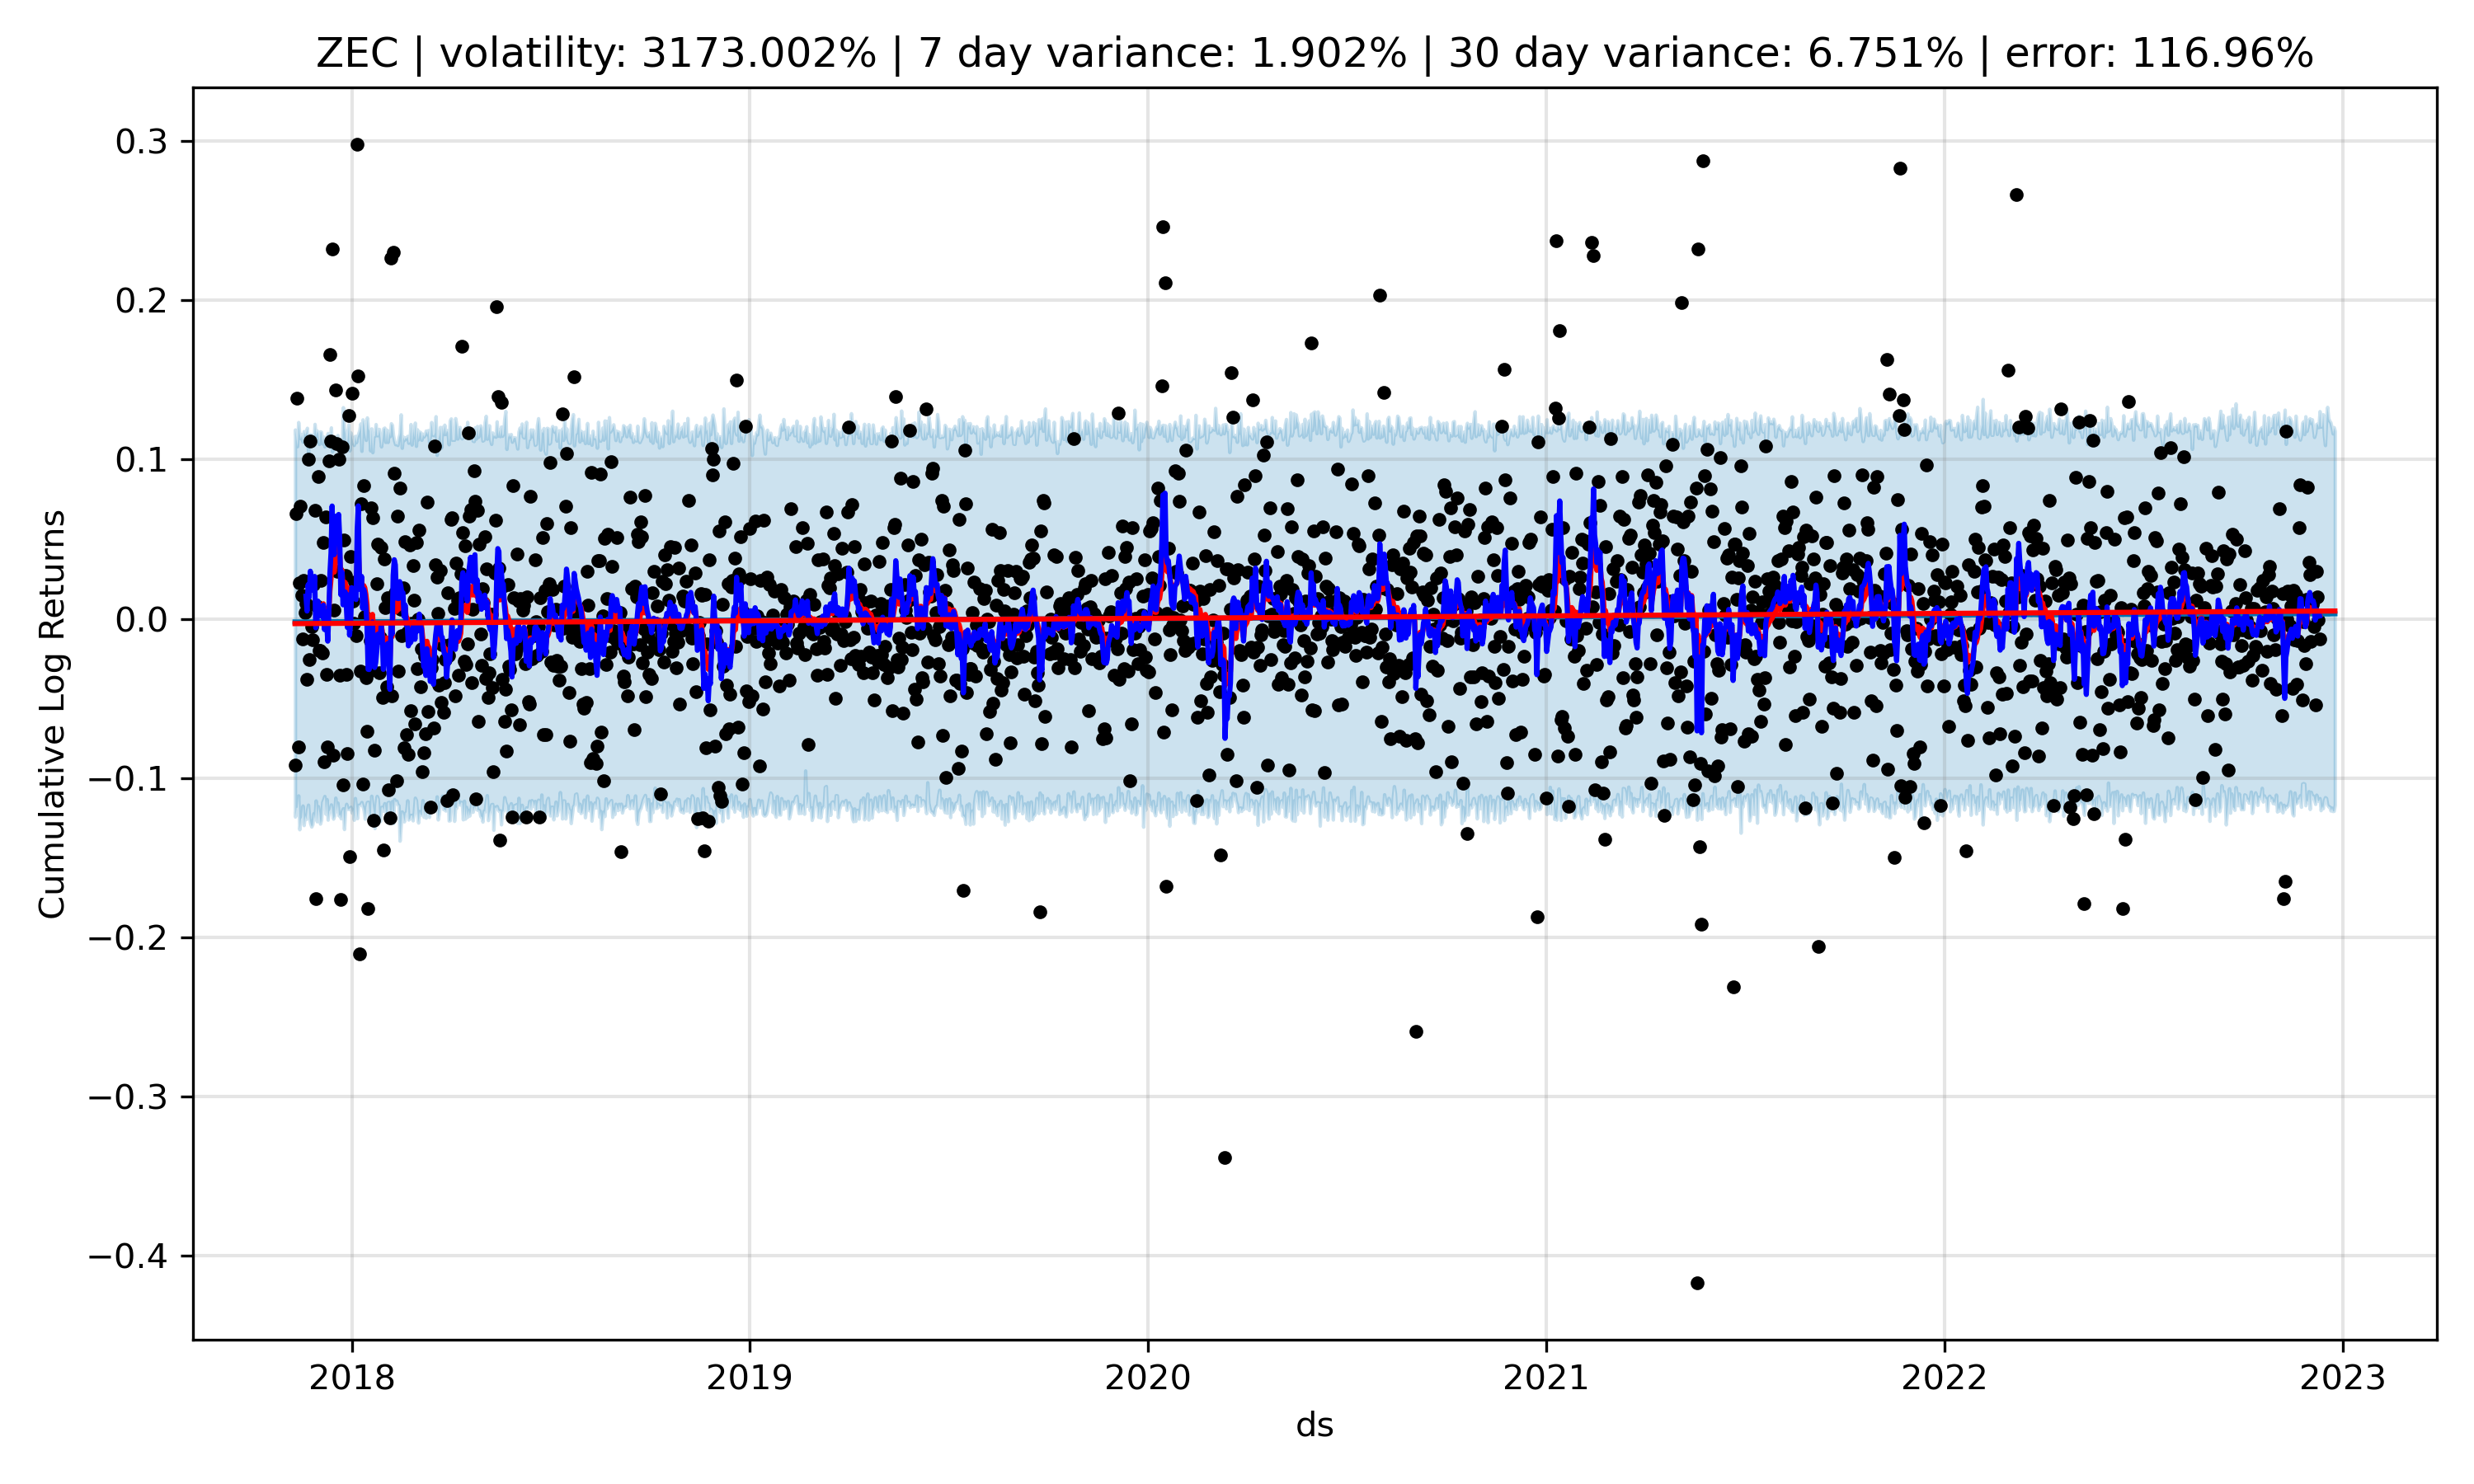 ZEC | volatility: 3173.002% | 7 day variance: 1.902% | 30 day variance: 6.751% | error: 116.96%
Cumulative Log Returns
0.3
0.2
0.1
0.0
−0.1
−0.2
−0.3
−0.4
2018 2019 2020 2021 2022 2023
ds